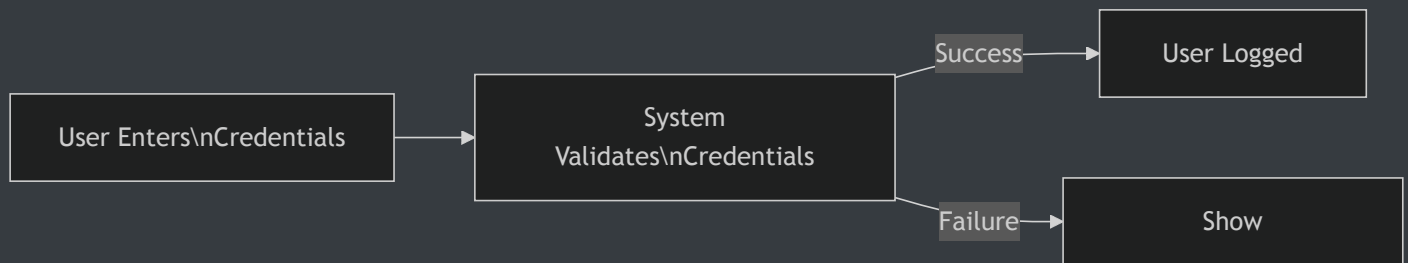 User Enters\nCredentials
System
Validates\nCredentials
Success
User Logged
Failure
Show